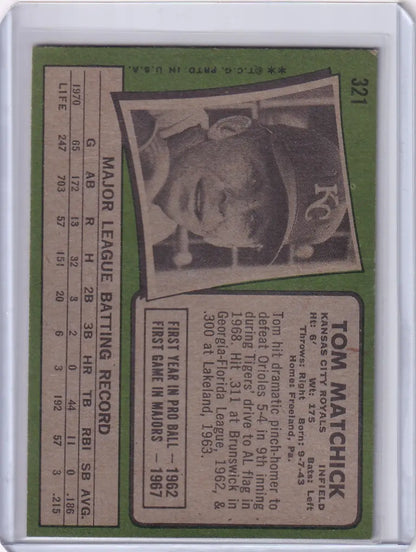 321
TOM MATCHICK
KANSAS CITY ROYALS INFIELD
Ht: 6' Wt: 175 Bats: Left
Throws: Right Born: 9-7-43
Home: Freeland, Pa.
Tom hit dramatic pinch-homer to
defeat Orioles 5-4 in 9th inning
during Tigers' drive to AL flag in
1968. Hit .311 at Brunswick in
Georgia-Florida League, 1962, &
.300 at Lakeland, 1963.
FIRST YEAR IN PRO BALL — 1962
FIRST GAME IN MAJORS — 1967
KC
✱✱ © T.C.G. PRTD. IN U.S.A.
MAJOR LEAGUE BATTING RECORD
G AB R H 2B 3B HR TB RBI SB AVG.
1970 65 172 13 32 3 2 0 44 11 0 .186
LIFE 247 703 57 151 20 6 3 192 57 3 .215